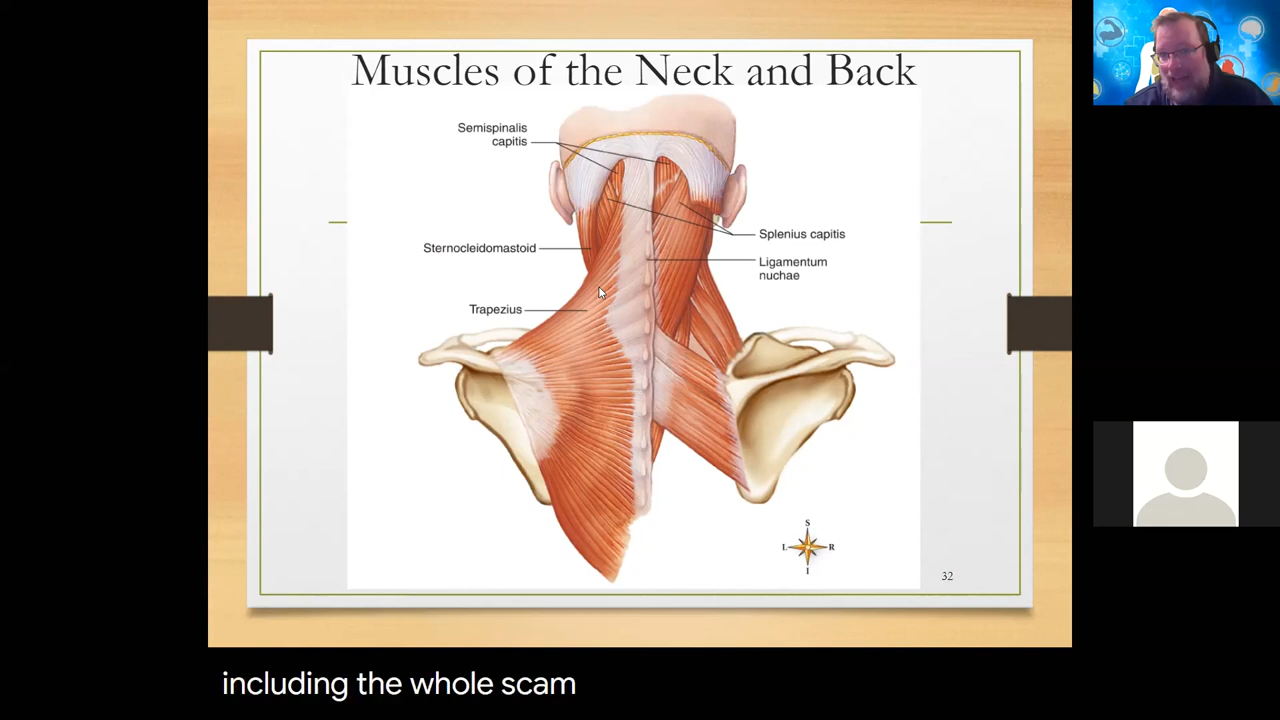 Muscles of the Neck and Back
Semispinalis
capitis
Splenius capitis
Sternocleidomastoid
Ligamentum
nuchae
Trapezius
S
L R
I
32
including the whole scam